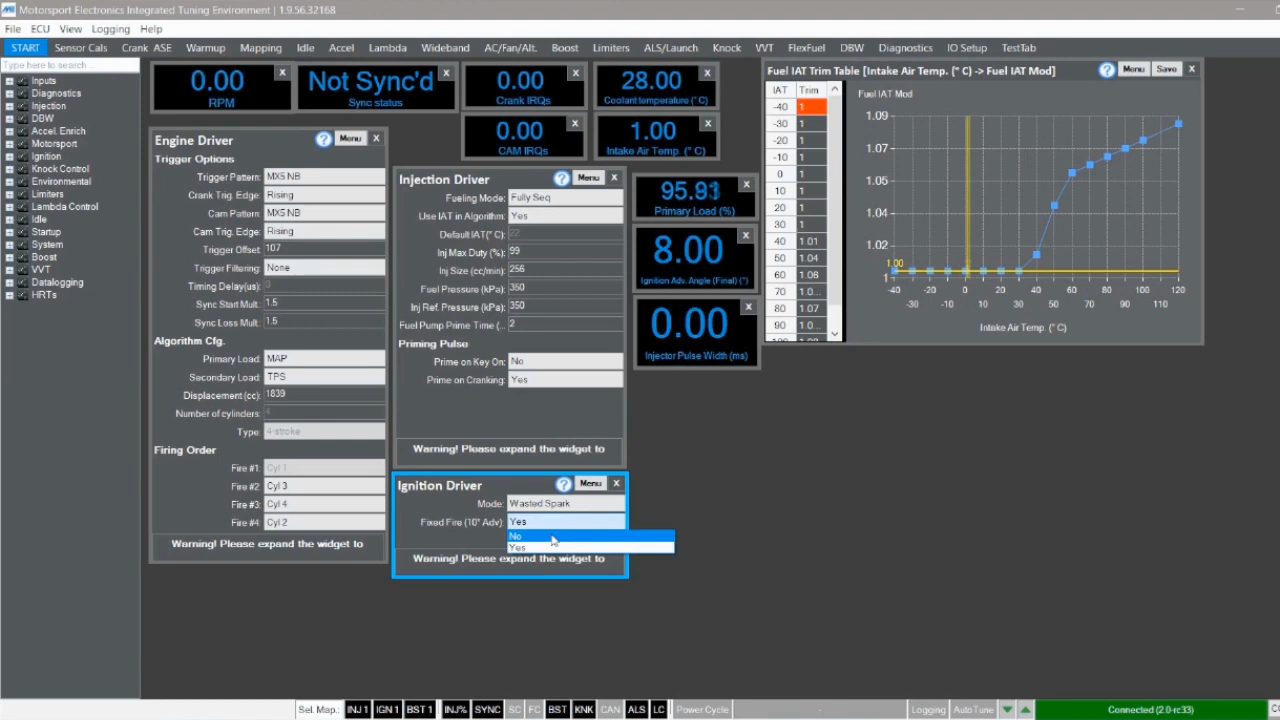 Motorsport Electronics Integrated Tuning Environment | 1.9.56.32168
File ECU View Logging Help
START Sensor Cals Crank ASE Warmup Mapping Idle Accel Lambda Wideband AC/Fan/Alt. Boost Limiters ALS/Launch Knock VVT FlexFuel DBW Diagnostics IO Setup TestTab
Type here to search ...
Inputs
Diagnostics
Injection
DBW
Accel. Enrich
Motorsport
Ignition
Knock Control
Environmental
Limiters
Lambda Control
Idle
Startup
System
Boost
VVT
Datalogging
HRTs
0.00 X
RPM
Not Sync'd X
Sync status
0.00 X
Crank IRQs
28.00 X
Coolant temperature (° C)
0.00 X
CAM IRQs
1.00 X
Intake Air Temp. (° C)
Engine Driver ? Menu X
Trigger Options
Trigger Pattern: MX5 NB
Crank Trig. Edge: Rising
Cam Pattern: MX5 NB
Cam Trig. Edge: Rising
Trigger Offset: 107
Trigger Filtering: None
Timing Delay(us) 0
Sync Start Mult.: 1.5
Sync Loss Mult.: 1.5
Algorithm Cfg.
Primary Load: MAP
Secondary Load: TPS
Displacement (cc): 1839
Number of cylinders: 4
Type: 4-stroke
Firing Order
Fire #1: Cyl 1
Fire #2: Cyl 3
Fire #3: Cyl 4
Fire #4: Cyl 2
Warning! Please expand the widget to
Injection Driver ? Menu X
Fueling Mode: Fully Seq
Use IAT in Algorithm: Yes
Default IAT(° C): 22
Inj Max Duty (%): 99
Inj Size (cc/min): 256
Fuel Pressure (kPa): 350
Inj Ref. Pressure (kPa): 350
Fuel Pump Prime Time (... 2
Priming Pulse
Prime on Key On: No
Prime on Cranking: Yes
Warning! Please expand the widget to
Ignition Driver ? Menu X
Mode: Wasted Spark
Fixed Fire (10° Adv): Yes
No
Yes
Warning! Please expand the widget to
X
Primary Load (%)
8.00 X
Ignition Adv. Angle (Final) (°)
0.00 X
Injector Pulse Width (ms)
Fuel IAT Trim Table [Intake Air Temp. (° C) -> Fuel IAT Mod] ? Menu Save X
IAT Trim
-40 1
-30 1
-20 1
-10 1
0 1
10 1
20 1
30 1
40 1.01
50 1.04
60 1.06
70 1.0...
80 1.07
90 1.0...
Fuel IAT Mod
1.09
1.07
1.05
1.04
1.02
1.00
1
-40 -20 0 20 40 60 80 100 120
-30 -10 10 30 50 70 90 110
Intake Air Temp. (° C)
Sel. Map.: INJ 1 IGN 1 BST 1 INJ% SYNC SC FC BST KNK CAN ALS LC Power Cycle - Logging AutoTune Connected (2.0-rc33)